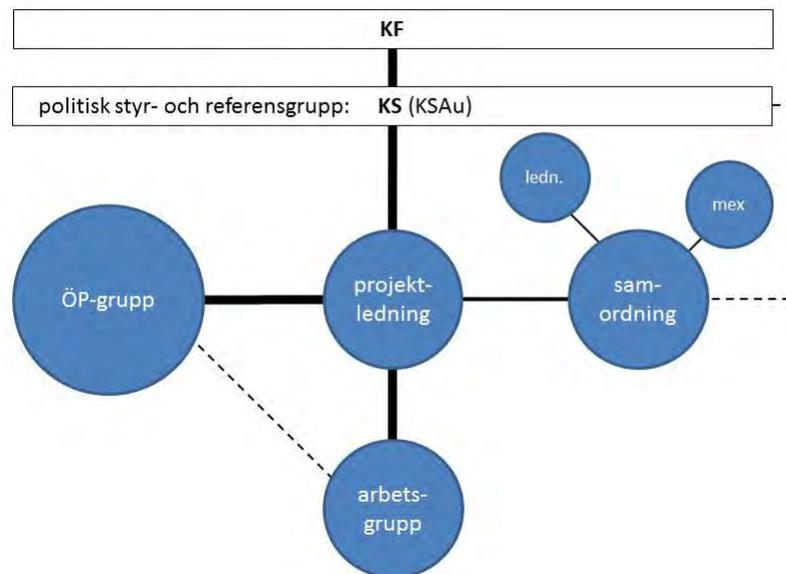 KF
politisk styr- och referensgrupp: KS (KSAu)
ledn.
mex
ÖP-grupp
projekt-
ledning
sam-
ordning
arbets-
grupp